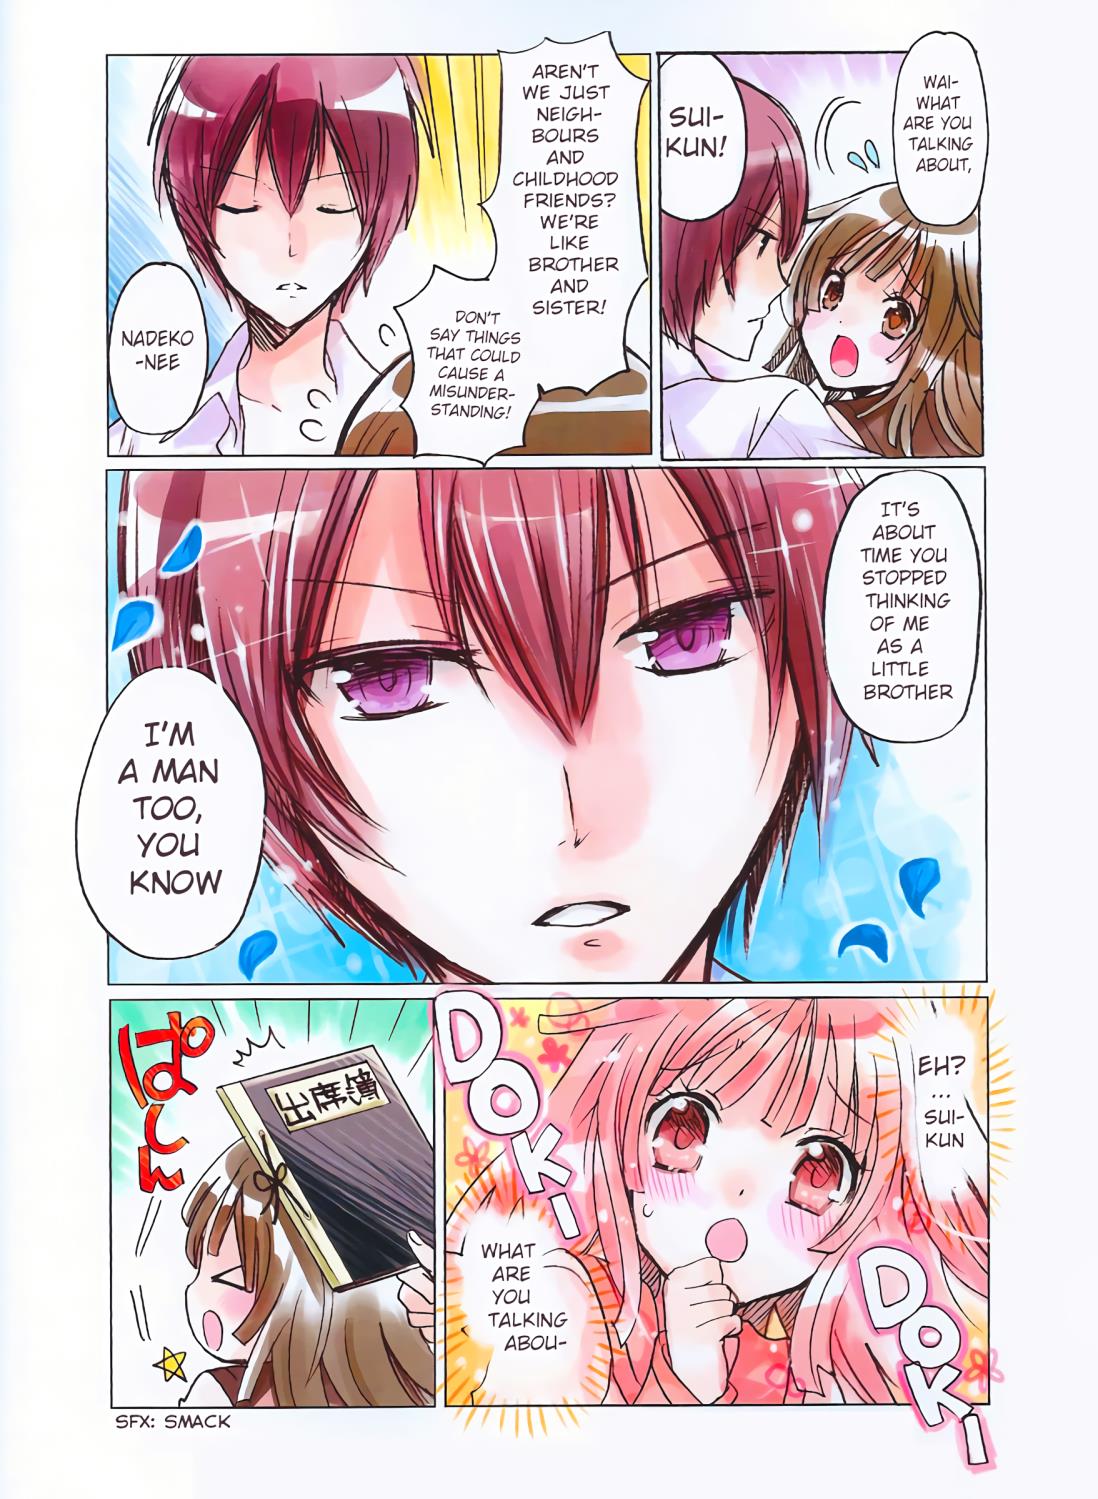 WAI-
WHAT
ARE YOU
TALKING
ABOUT,
SUI-
KUN!
AREN'T
WE JUST
NEIGH-
BOURS
AND
CHILDHOOD
FRIENDS?
WE'RE
LIKE
BROTHER
AND
SISTER!
DON'T
SAY THINGS
THAT COULD
CAUSE A
MISUNDER-
STANDING!
NADEKO
-NEE
IT'S
ABOUT
TIME YOU
STOPPED
THINKING
OF ME
AS A
LITTLE
BROTHER
I'M
A MAN
TOO,
YOU
KNOW
EH?
...
SUI-
KUN
DOKI
DOKI
WHAT
ARE
YOU
TALKING
ABOU-
ぱしん
出席簿
SFX: SMACK